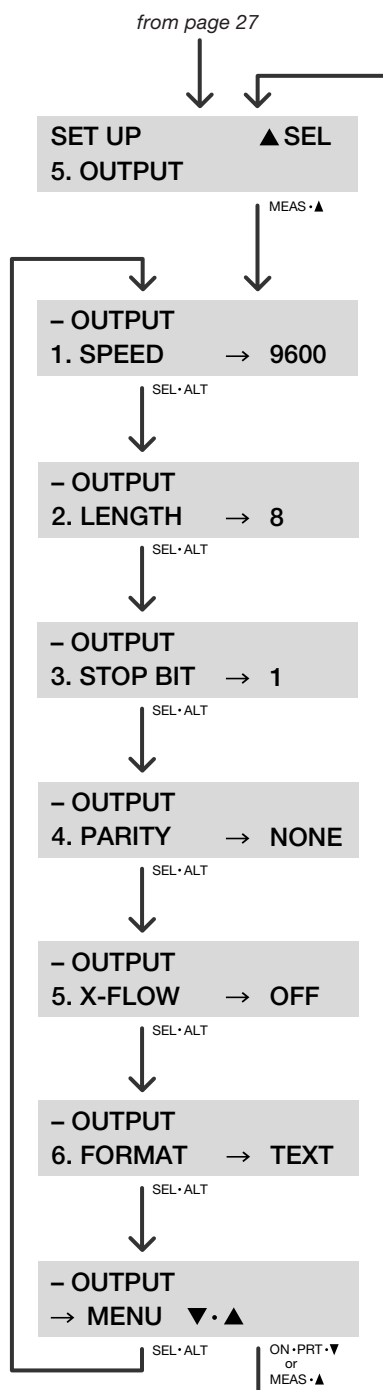 from page 27
SET UP ▲ SEL
5. OUTPUT
MEAS・▲
– OUTPUT
1. SPEED → 9600
SEL・ALT
– OUTPUT
2. LENGTH → 8
SEL・ALT
– OUTPUT
3. STOP BIT → 1
SEL・ALT
– OUTPUT
4. PARITY → NONE
SEL・ALT
– OUTPUT
5. X-FLOW → OFF
SEL・ALT
– OUTPUT
6. FORMAT → TEXT
SEL・ALT
– OUTPUT
→ MENU ▼・▲
SEL・ALT
ON・PRT・▼
or
MEAS・▲